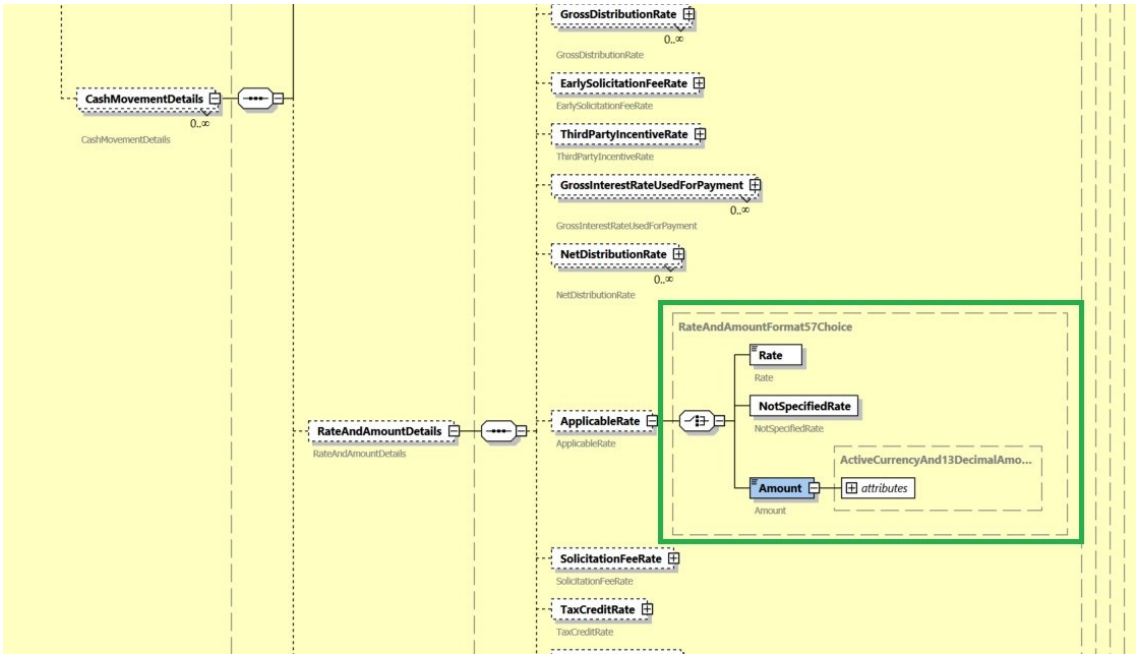 GrossDistributionRate
0..∞
GrossDistributionRate
CashMovementDetails
0..∞
CashMovementDetails
EarlySolicitationFeeRate
EarlySolicitationFeeRate
ThirdPartyIncentiveRate
ThirdPartyIncentiveRate
GrossInterestRateUsedForPayment
0..∞
GrossInterestRateUsedForPayment
NetDistributionRate
0..∞
NetDistributionRate
RateAndAmountFormat57Choice
Rate
Rate
NotSpecifiedRate
NotSpecifiedRate
RateAndAmountDetails
RateAndAmountDetails
ApplicableRate
ApplicableRate
ActiveCurrencyAnd13DecimalAmo...
Amount
attributes
Amount
SolicitationFeeRate
SolicitationFeeRate
TaxCreditRate
TaxCreditRate